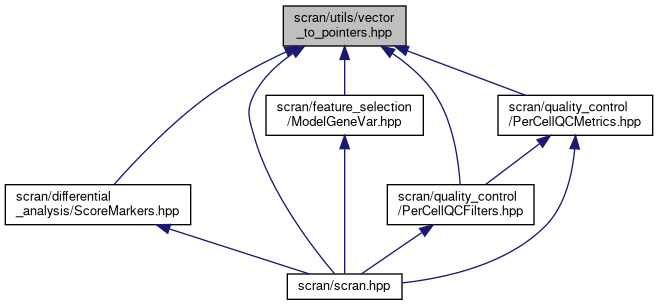 scran/utils/vector
_to_pointers.hpp
scran/feature_selection
/ModelGeneVar.hpp
scran/quality_control
/PerCellQCMetrics.hpp
scran/differential
_analysis/ScoreMarkers.hpp
scran/quality_control
/PerCellQCFilters.hpp
scran/scran.hpp